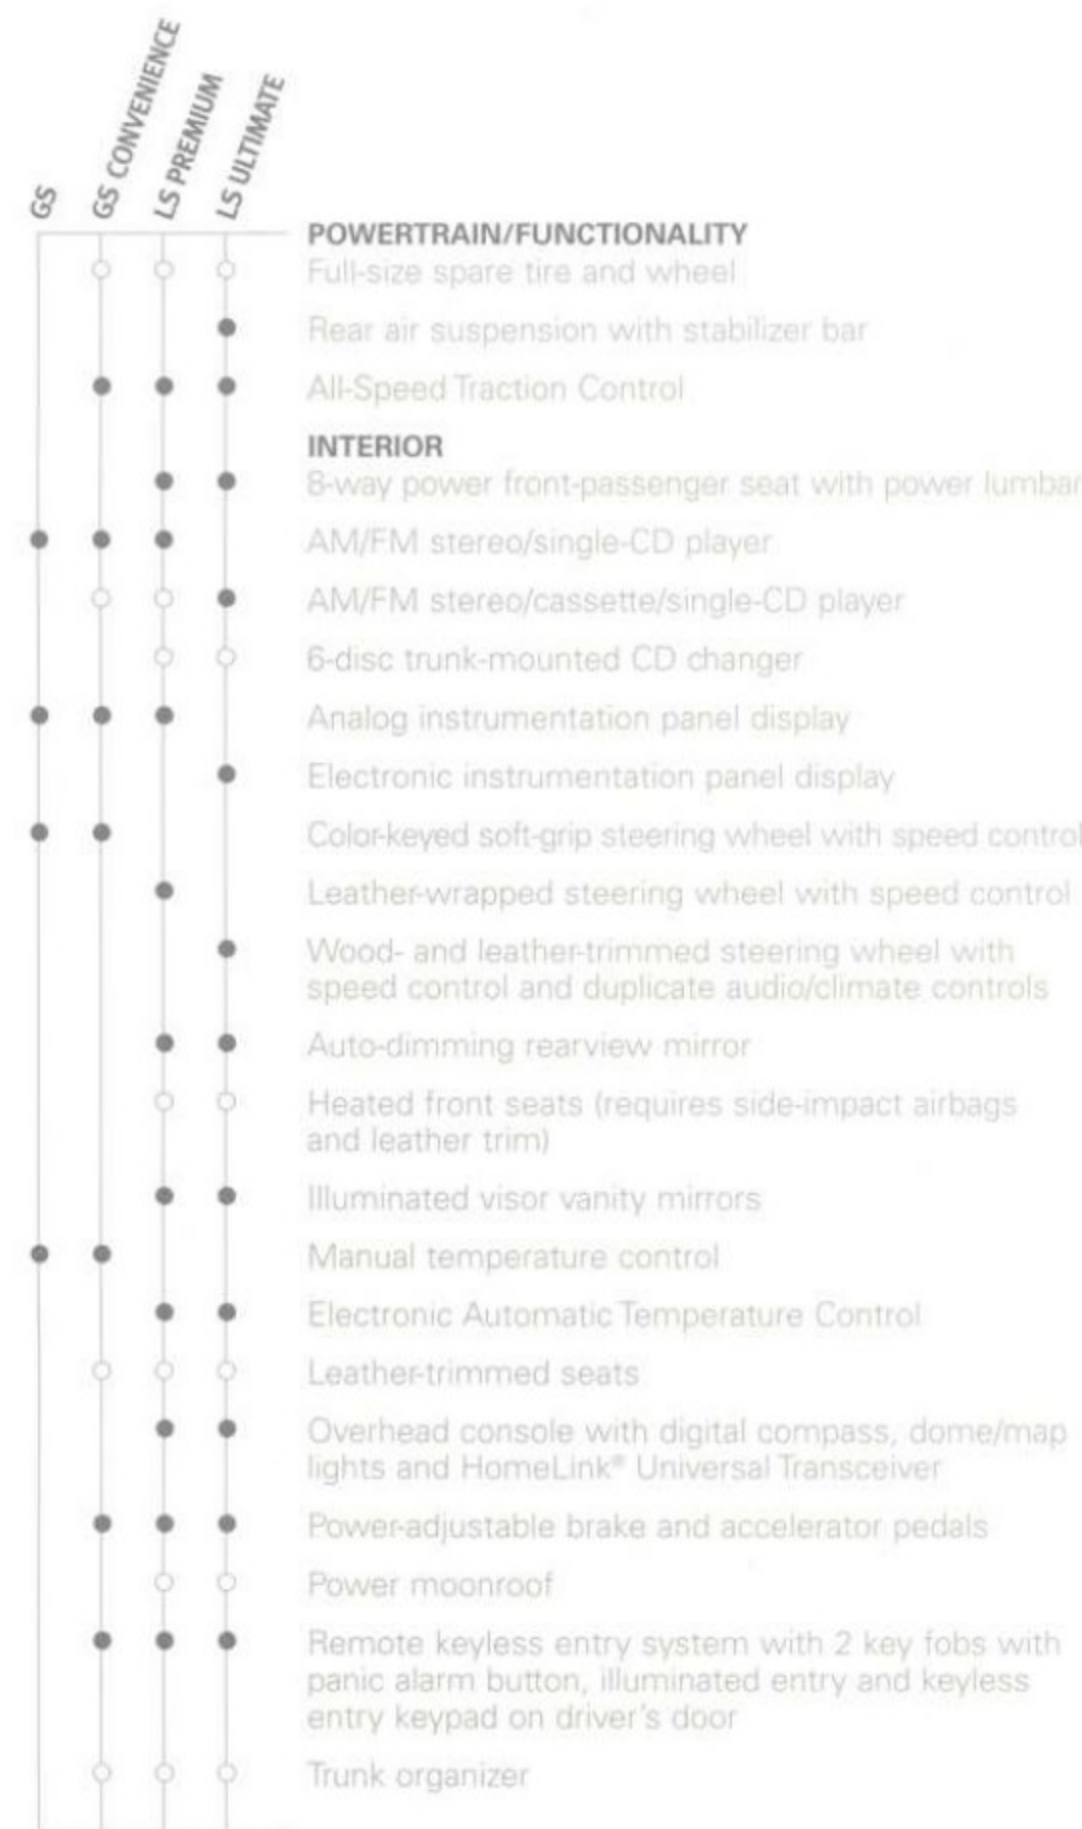 GS
GS CONVENIENCE
LS PREMIUM
LS ULTIMATE
POWERTRAIN/FUNCTIONALITY
Full-size spare tire and wheel
Rear air suspension with stabilizer bar
All-Speed Traction Control
INTERIOR
8-way power front-passenger seat with power lumbar
AM/FM stereo/single-CD player
AM/FM stereo/cassette/single-CD player
6-disc trunk-mounted CD changer
Analog instrumentation panel display
Electronic instrumentation panel display
Color-keyed soft-grip steering wheel with speed control
Leather-wrapped steering wheel with speed control
Wood- and leather-trimmed steering wheel with
speed control and duplicate audio/climate controls
Auto-dimming rearview mirror
Heated front seats (requires side-impact airbags
and leather trim)
Illuminated visor vanity mirrors
Manual temperature control
Electronic Automatic Temperature Control
Leather-trimmed seats
Overhead console with digital compass, dome/map
lights and HomeLink® Universal Transceiver
Power-adjustable brake and accelerator pedals
Power moonroof
Remote keyless entry system with 2 key fobs with
panic alarm button, illuminated entry and keyless
entry keypad on driver's door
Trunk organizer